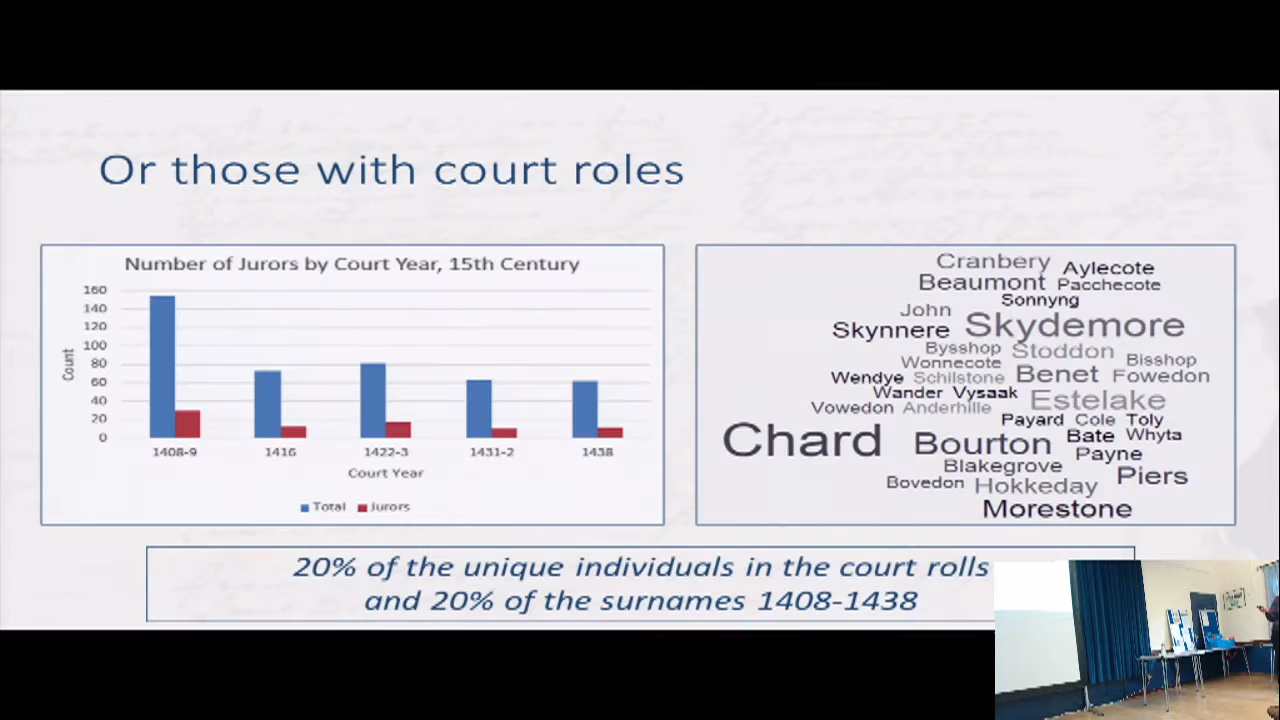 Or those with court roles
Number of Jurors by Court Year, 15th Century
160
140
120
100
80
60
40
20
0
Count
1408-9 1416 1422-3 1431-2 1438
Court Year
Total Jurors
Cranbery Aylecote
Beaumont Pacchecote
Sonnyng
John
Skynnere Skydemore
Bysshop Stoddon Bisshop
Wonnecote
Wendye Schilstone Benet Fowedon
Wander Vysaak Estelake
Vowedon Anderhille
Payard Cole Toly
Chard Bourton Bate Whyta
Payne
Blakegrove Piers
Bovedon Hokkeday
Morestone
20% of the unique individuals in the court rolls
and 20% of the surnames 1408-1438